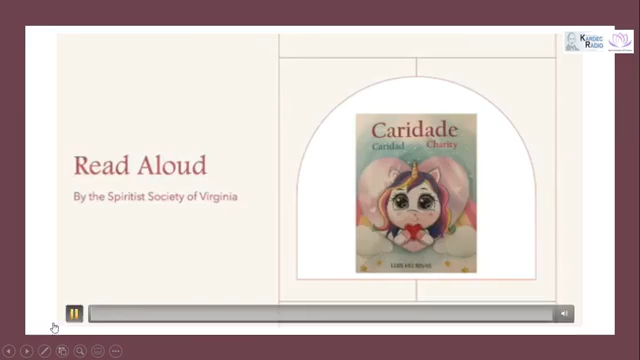 KARDEC
RADIO
Read Aloud
By the Spiritist Society of Virginia
Caridade
Caridad
Charity